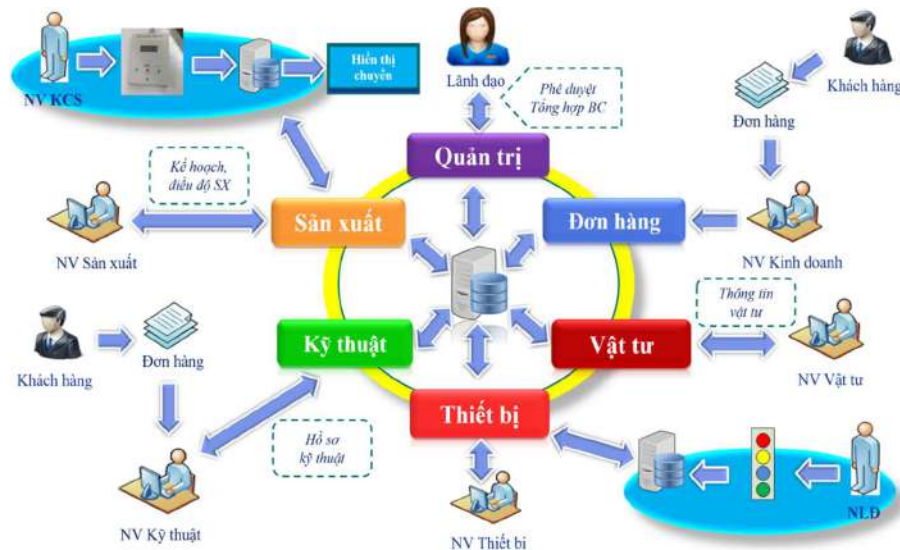 NV KCS
Hiển thị
chuyền
Lãnh đạo
Phê duyệt
Tổng hợp BC
Khách hàng
Đơn hàng
Quản trị
Kế hoạch,
điều độ SX
Sản xuất
Đơn hàng
NV Sản xuất
NV Kinh doanh
Thông tin
vật tư
Khách hàng
Đơn hàng
Kỹ thuật
Vật tư
NV Vật tư
Thiết bị
Hồ sơ
kỹ thuật
NV Kỹ thuật
NV Thiết bị
NLĐ